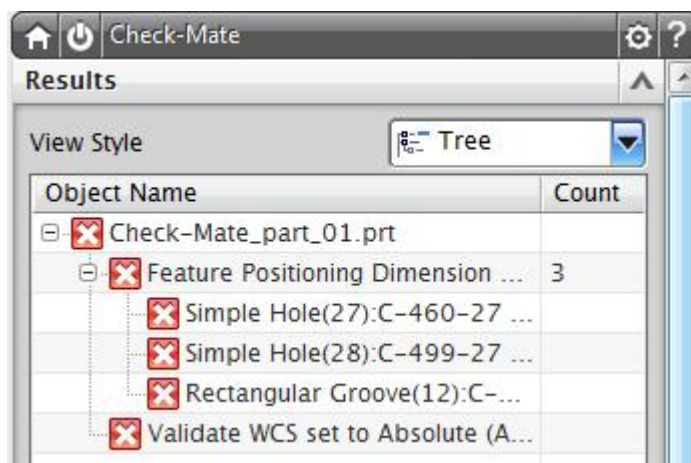 Check-Mate ?
Results
View Style Tree
Object Name Count
Check-Mate_part_01.prt
Feature Positioning Dimension ... 3
Simple Hole(27):C-460-27 ...
Simple Hole(28):C-499-27 ...
Rectangular Groove(12):C-...
Validate WCS set to Absolute (A...